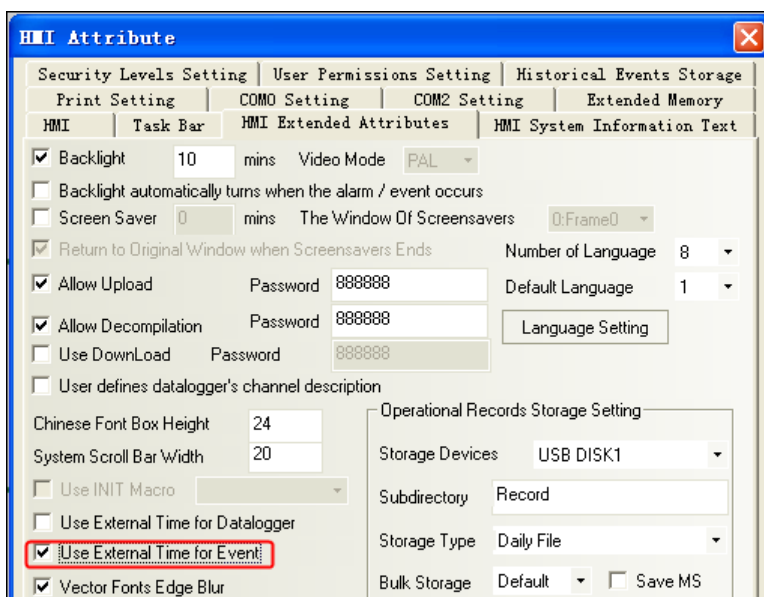 HMI Attribute
Security Levels Setting User Permissions Setting Historical Events Storage
Print Setting COM0 Setting COM2 Setting Extended Memory
HMI Task Bar HMI Extended Attributes HMI System Information Text
Backlight 10 mins Video Mode PAL
Backlight automatically turns when the alarm / event occurs
Screen Saver 0 mins The Window Of Screensavers 0:Frame0
Return to Original Window when Screensavers Ends Number of Language 8
Allow Upload Password 888888 Default Language 1
Allow Decompilation Password 888888 Language Setting
Use DownLoad Password 888888
User defines datalogger's channel description
Chinese Font Box Height 24 Operational Records Storage Setting
System Scroll Bar Width 20 Storage Devices USB DISK1
Use INIT Macro Subdirectory Record
Use External Time for Datalogger Storage Type Daily File
Use External Time for Event
Vector Fonts Edge Blur Bulk Storage Default Save MS